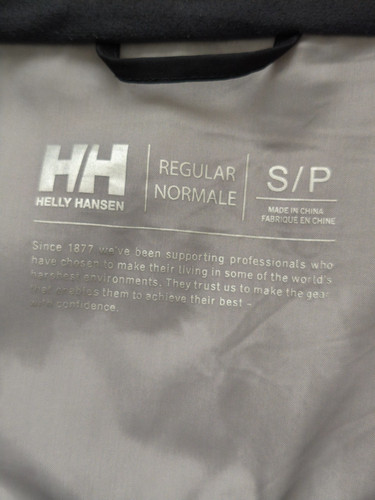 HH
HELLY HANSEN
REGULAR
NORMALE
S/P
MADE IN CHINA
FABRIQUE EN CHINE
Since 1877 we've been supporting professionals who
have chosen to make their living in some of the world's
harshest environments. They trust us to make the gear
that enables them to achieve their best –
with confidence.